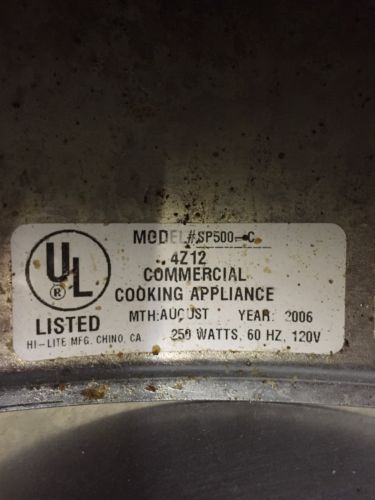 MODEL# SP500-C
4Z12
COMMERCIAL
COOKING APPLIANCE
MTH: AUGUST YEAR: 2006
250 WATTS, 60 HZ, 120V
UL
®
LISTED
HI-LITE MFG. CHINO, CA.